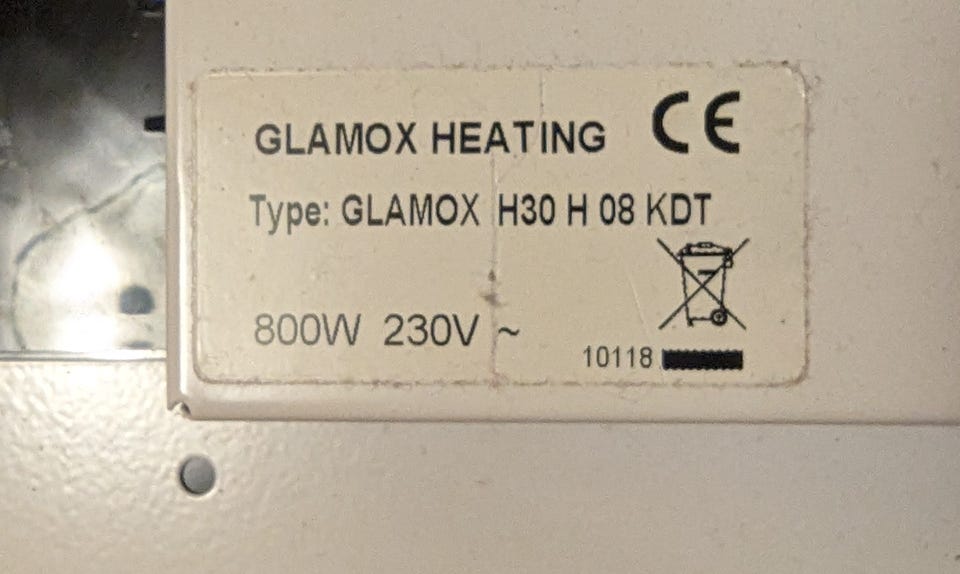 GLAMOX HEATING CE
Type: GLAMOX H30 H 08 KDT
800W 230V ~
10118